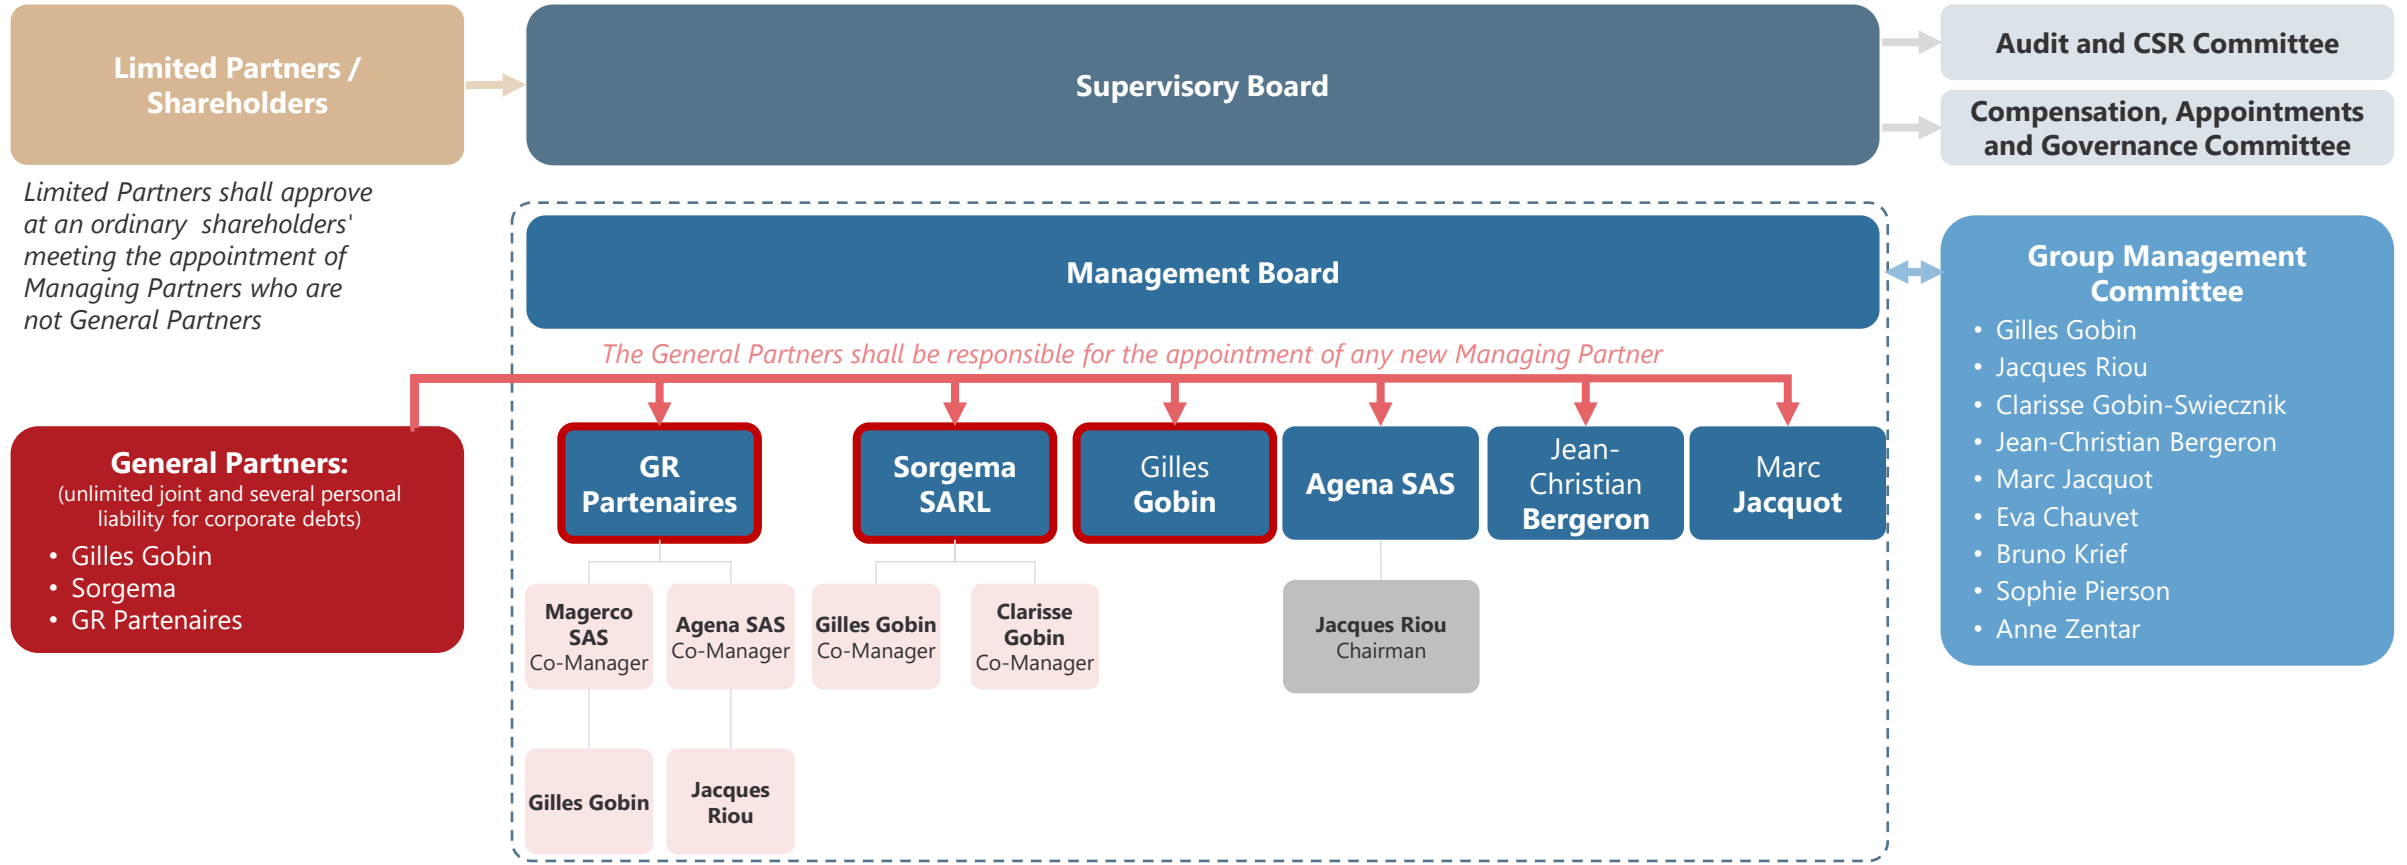 Limited Partners /
Shareholders
Supervisory Board
Audit and CSR Committee
Compensation, Appointments
and Governance Committee
Limited Partners shall approve
at an ordinary  shareholders'
meeting the appointment of
Managing Partners who are
not General Partners
Management Board
Group Management
Committee
• Gilles Gobin
• Jacques Riou
• Clarisse Gobin-Swiecznik
• Jean-Christian Bergeron
• Marc Jacquot
• Eva Chauvet
• Bruno Krief
• Sophie Pierson
• Anne Zentar
The General Partners shall be responsible for the appointment of any new Managing Partner
General Partners:
(unlimited joint and several personal
liability for corporate debts)
• Gilles Gobin
• Sorgema
• GR Partenaires
GR
Partenaires
Sorgema
SARL
Gilles
Gobin
Agena SAS
Jean-
Christian
Bergeron
Marc
Jacquot
Magerco
SAS
Co-Manager
Agena SAS
Co-Manager
Gilles Gobin
Co-Manager
Clarisse
Gobin
Co-Manager
Jacques Riou
Chairman
Gilles Gobin
Jacques
Riou